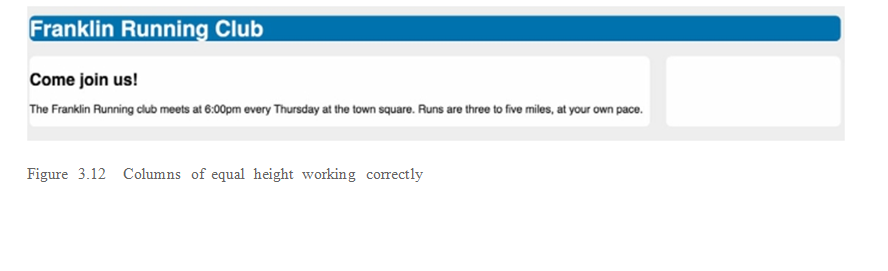 Franklin Running Club
Come join us!
The Franklin Running club meets at 6:00pm every Thursday at the town square. Runs are three to five miles, at your own pace.
Figure 3.12 Columns of equal height working correctly